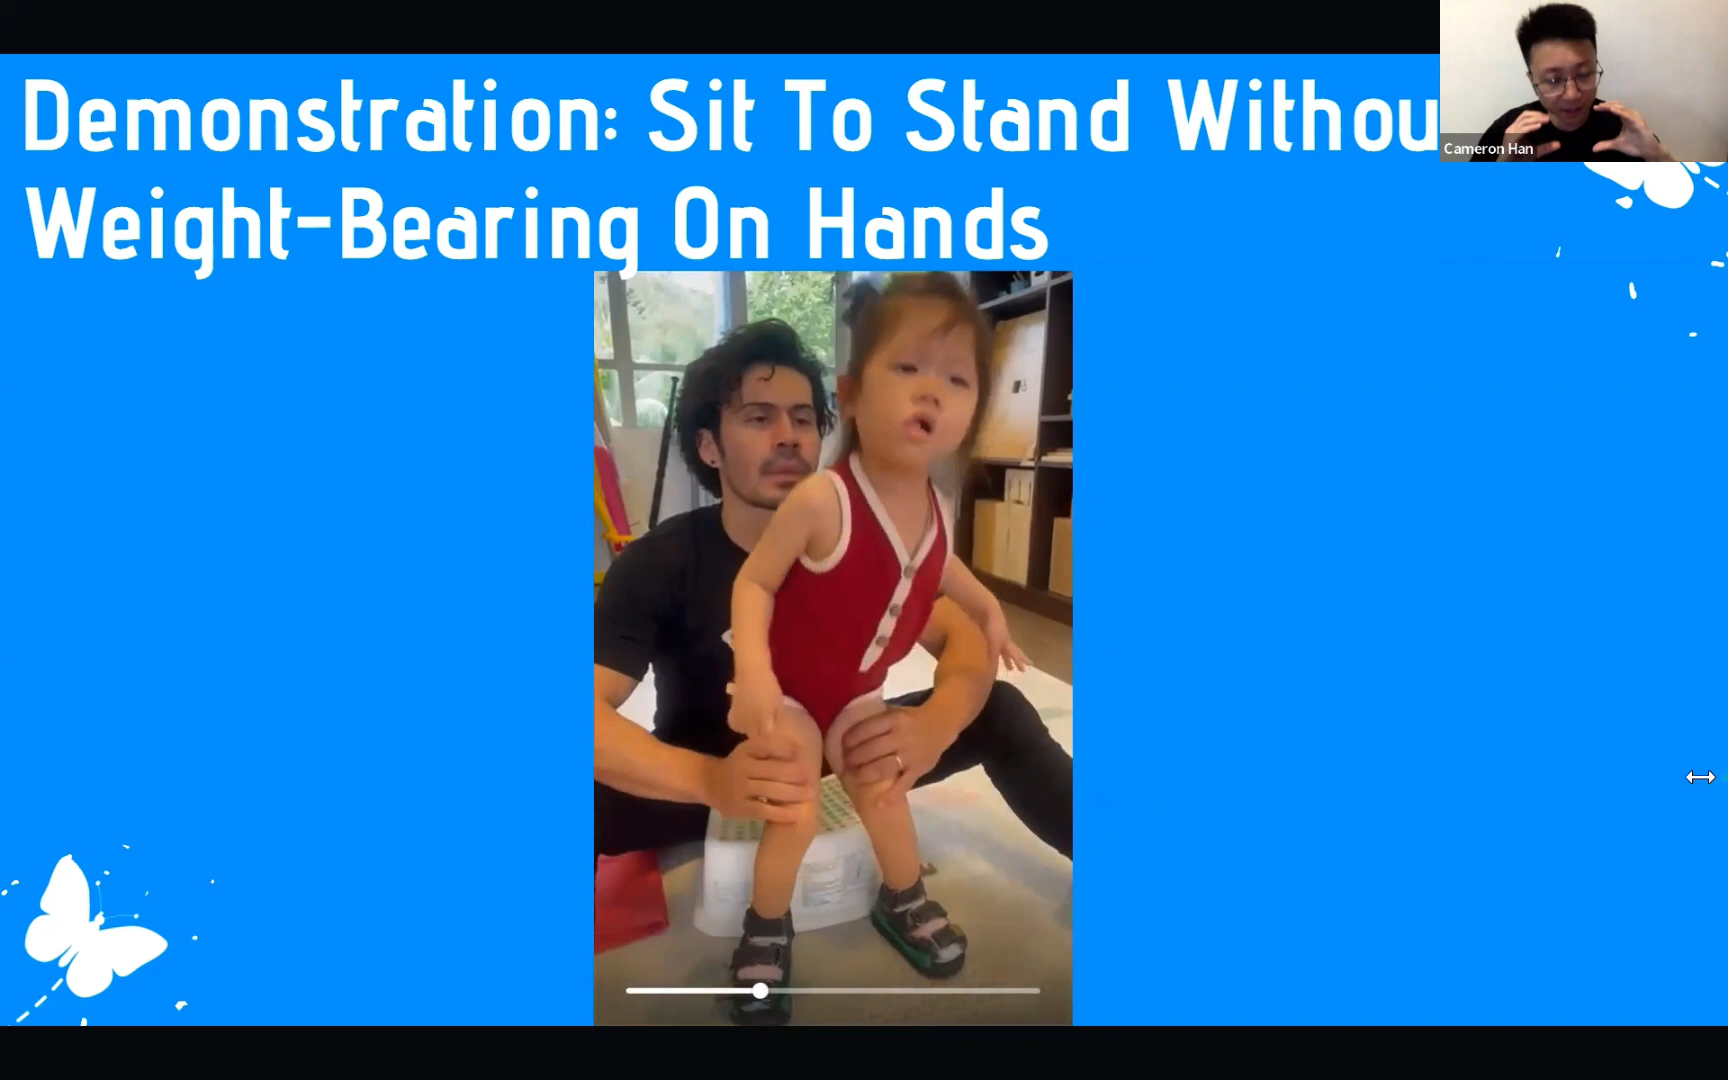 Demonstration: Sit To Stand Withou
Weight-Bearing On Hands
Cameron Han